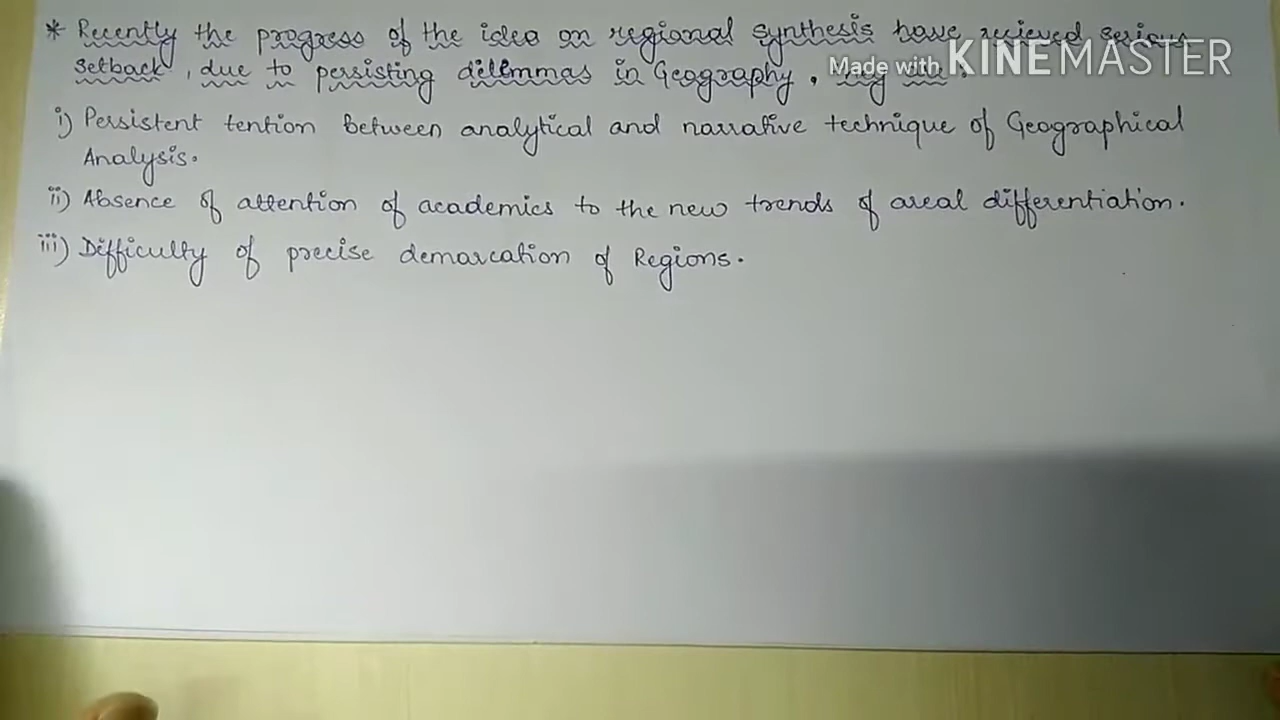 * Recently the progress of the idea on regional synthesis have recieved serious
setback, due to persisting dilemmas in Geography.
Made with KINEMASTER
i) Persistent tention between analytical and narrative technique of Geographical
Analysis.
ii) Absence of attention of academics to the new trends of areal differentiation.
iii) Difficulty of precise demarcation of Regions.